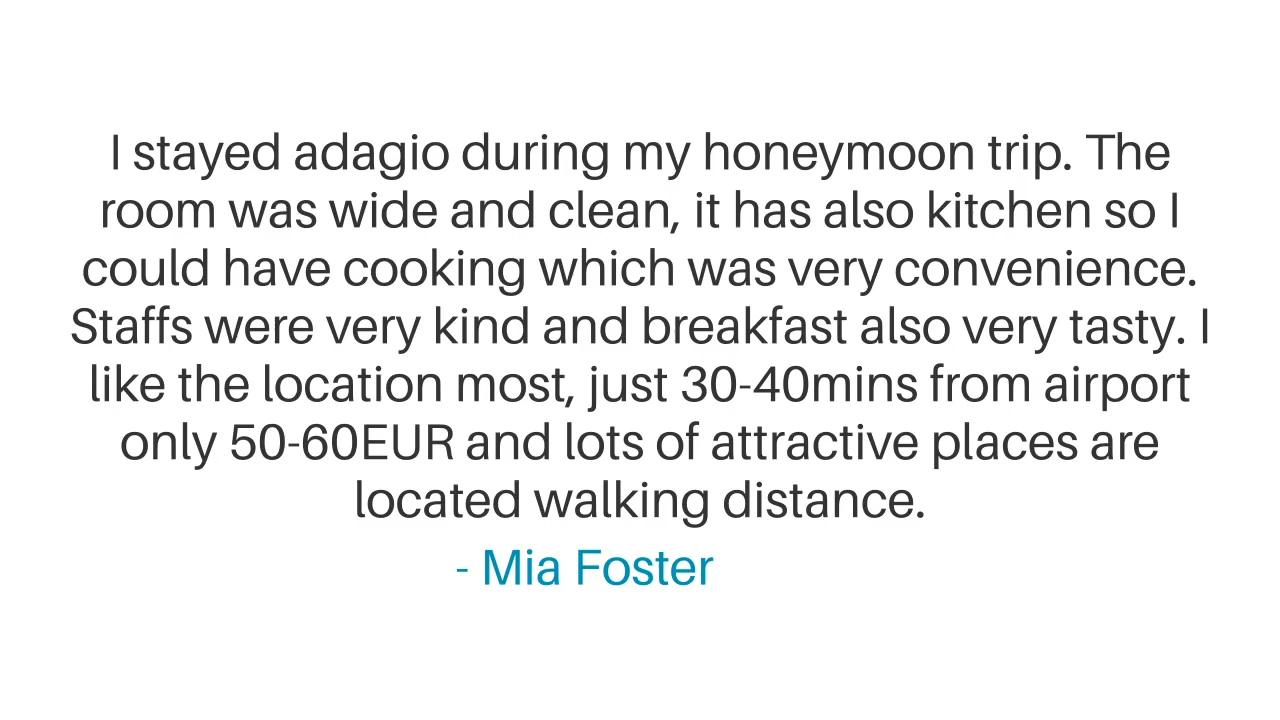 I stayed adagio during my honeymoon trip. The
room was wide and clean, it has also kitchen so I
could have cooking which was very convenience.
Staffs were very kind and breakfast also very tasty. I
like the location most, just 30-40mins from airport
only 50-60EUR and lots of attractive places are
located walking distance.
- Mia Foster